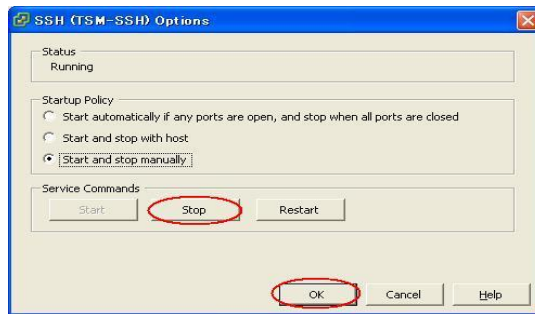 SSH (TSM-SSH) Options
Status
Running
Startup Policy
Start automatically if any ports are open, and stop when all ports are closed
Start and stop with host
Start and stop manually
Service Commands
Start Stop Restart
OK Cancel Help